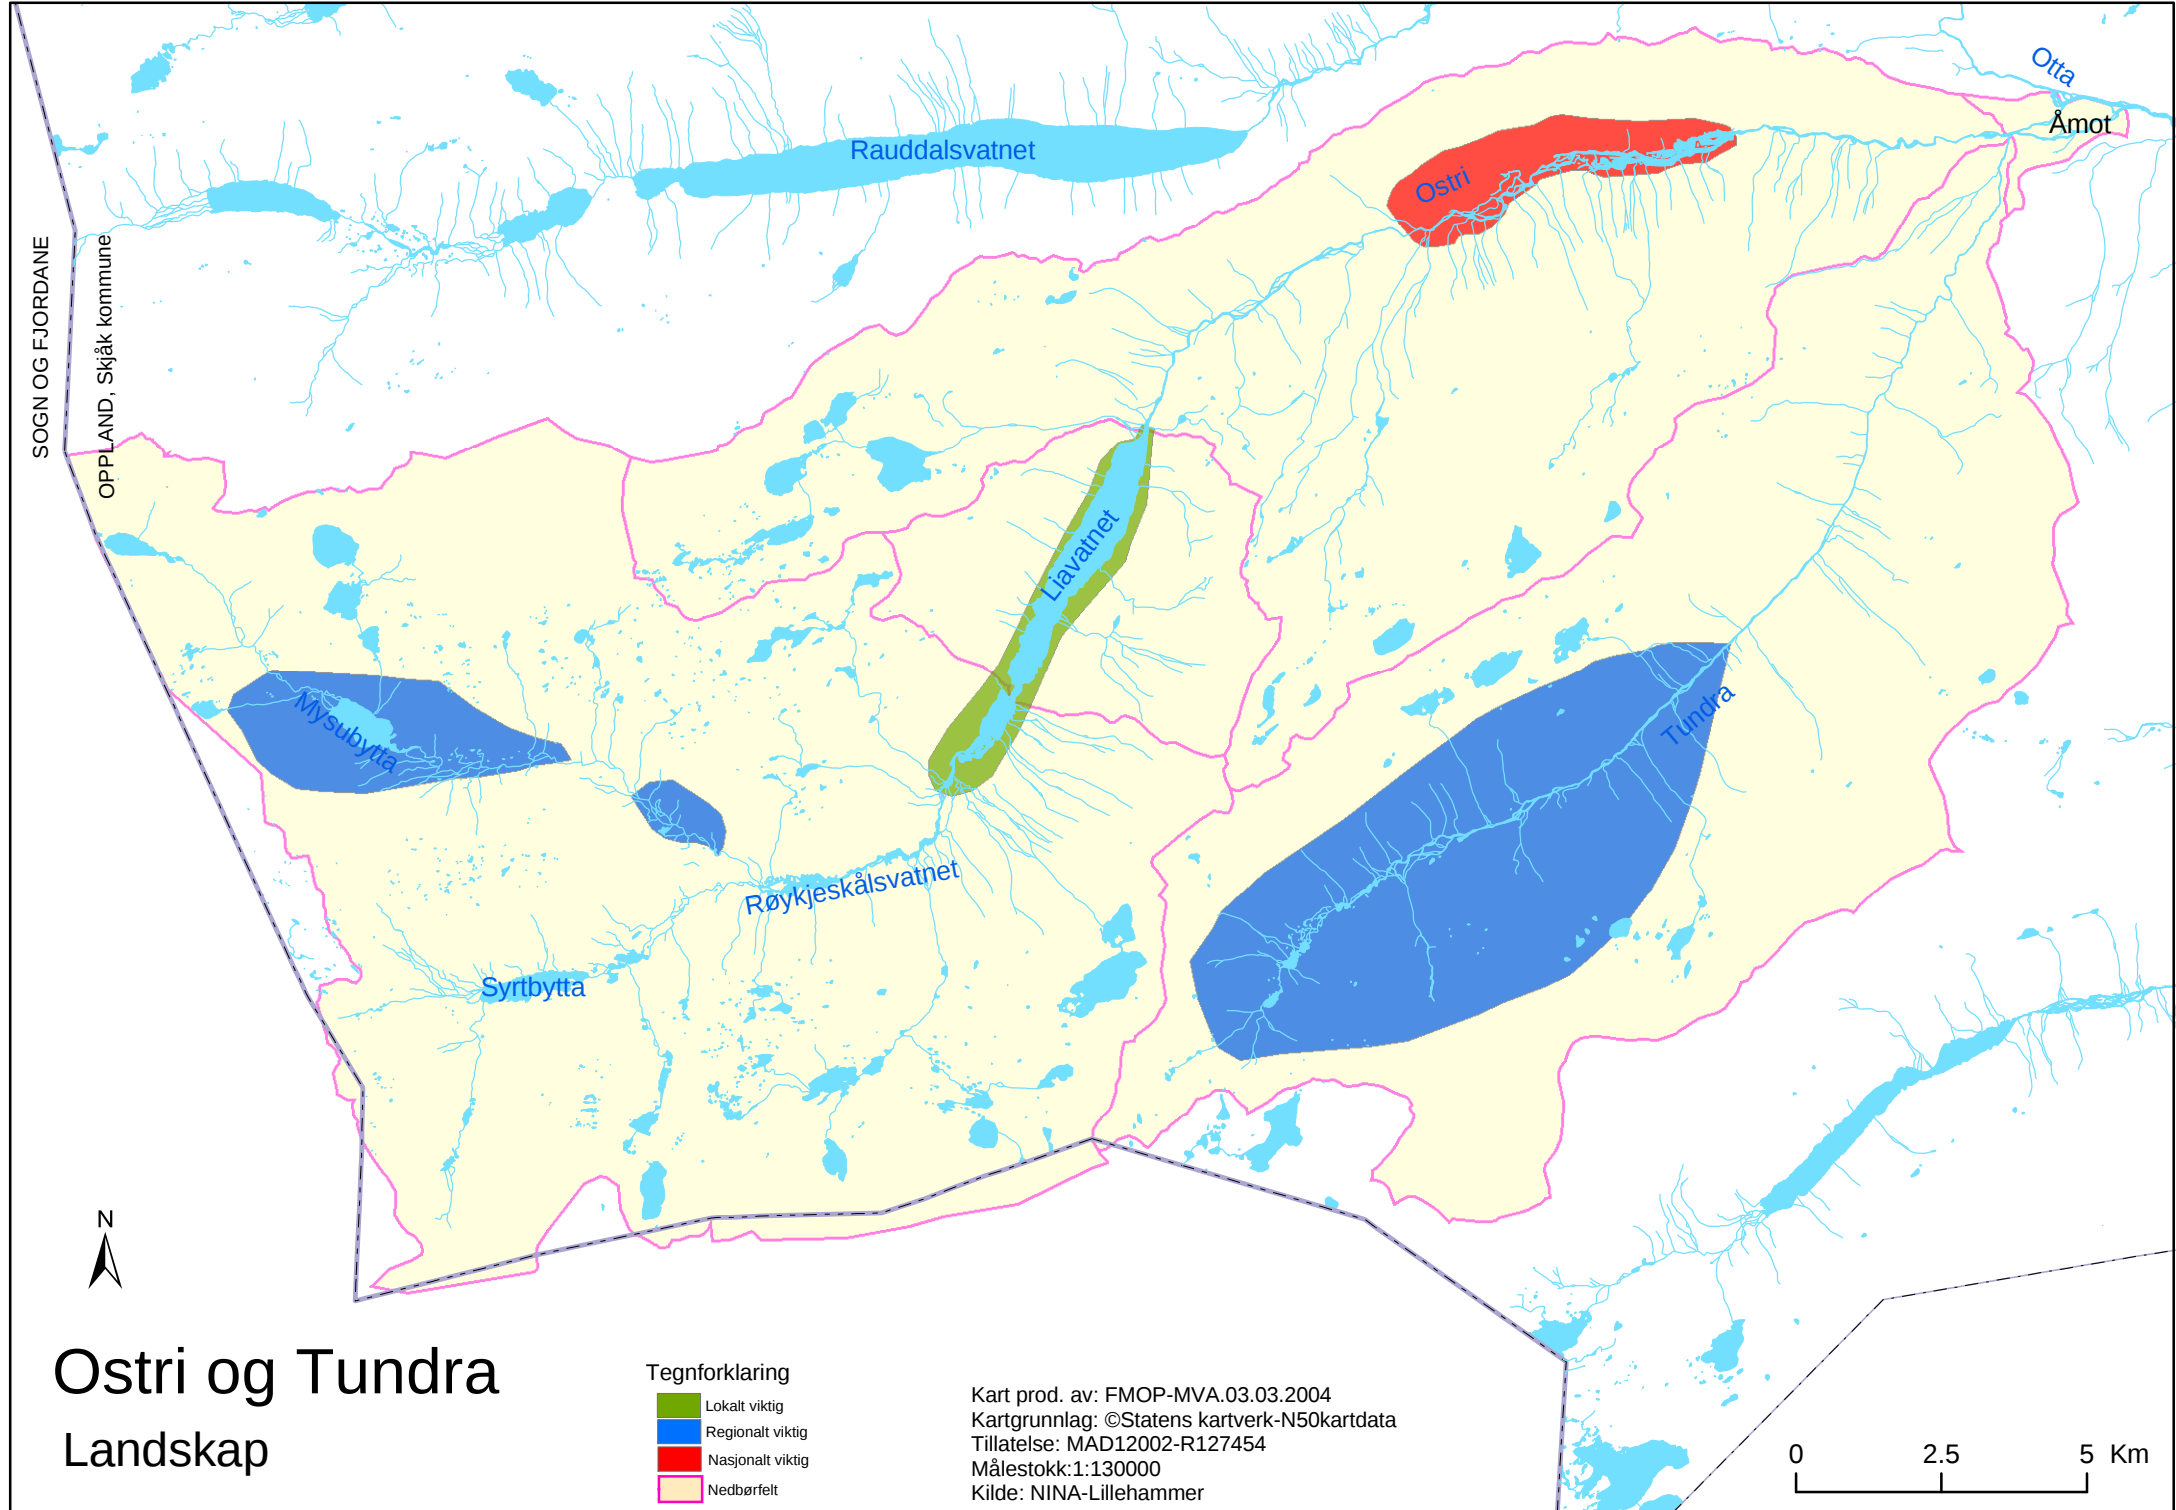 Otta
Åmot
Rauddalsvatnet
Ostri
SOGN OG FJORDANE
OPPLAND, Skjåk kommune
Liavatnet
Mysubytta
Tundra
Røykjeskålsvatnet
Syrtbytta
N
Ostri og Tundra
Landskap
Tegnforklaring
Lokalt viktig
Regionalt viktig
Nasjonalt viktig
Nedbørfelt
Kart prod. av: FMOP-MVA.03.03.2004
Kartgrunnlag: ©Statens kartverk-N50kartdata
Tillatelse: MAD12002-R127454
Målestokk:1:130000
Kilde: NINA-Lillehammer
0 2.5 5 Km